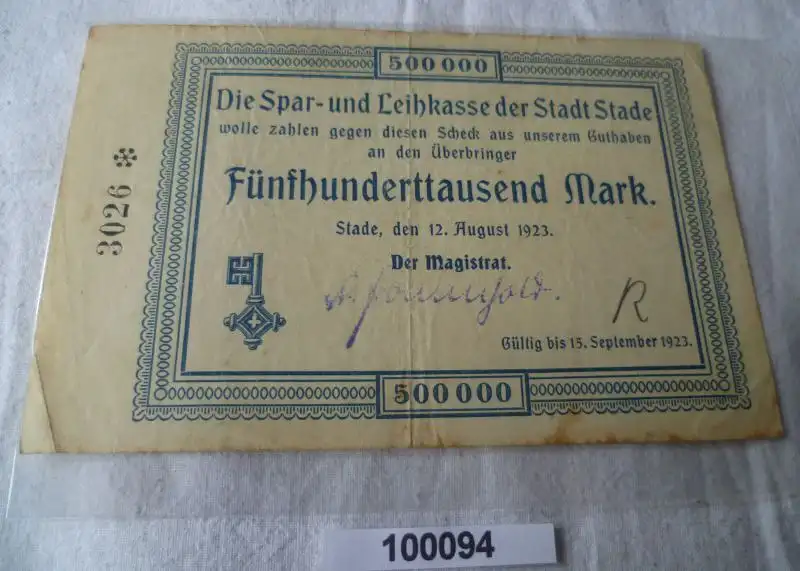 500 000
Die Spar- und Leihkasse der Stadt Stade
wolle zahlen gegen diesen Scheck aus unserem Guthaben
an den Überbringer
Fünfhunderttausend Mark.
Stade, den 12. August 1923.
Der Magistrat.
R
Gültig bis 15. September 1923.
500 000
3026 *
100094